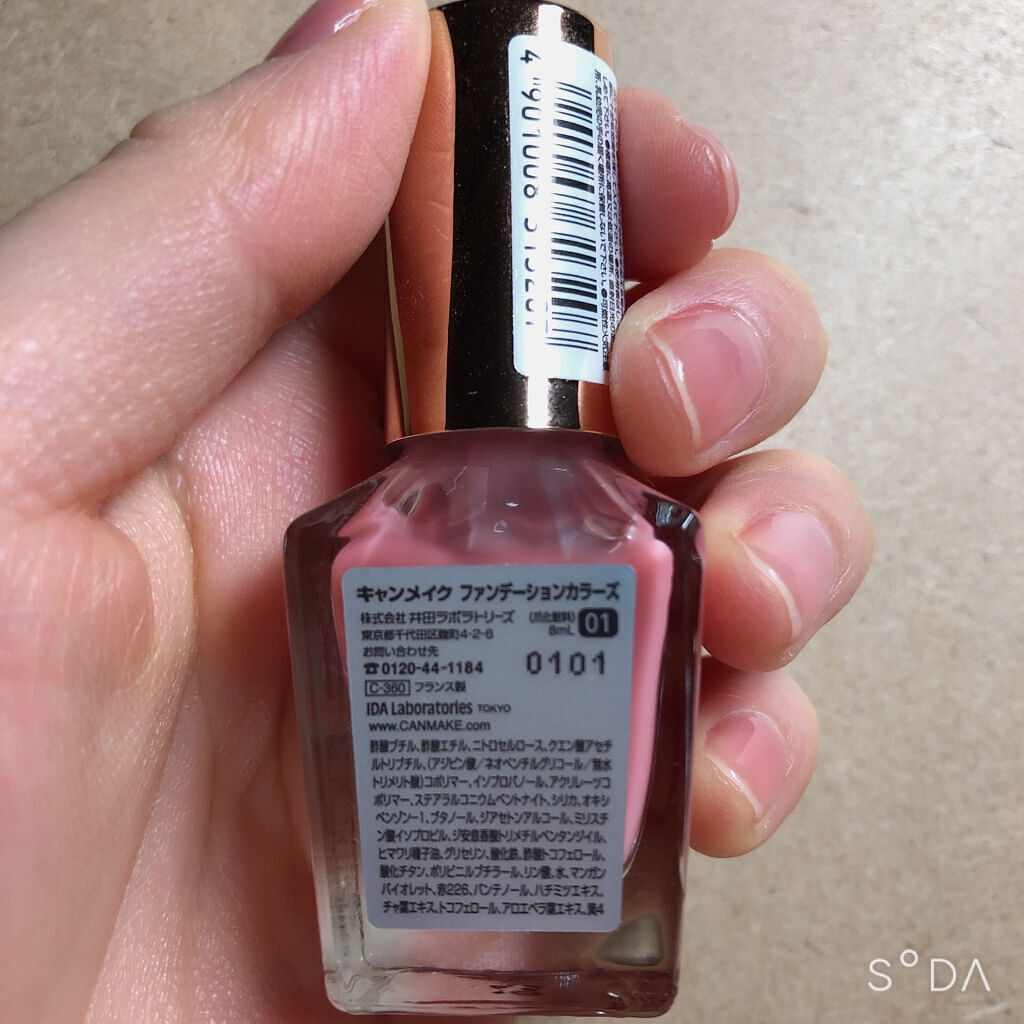 キャンメイク ファンデーションカラーズ
株式会社 井田ラボラトリーズ (爪化粧料)
東京都千代田区麹町4-2-6 8mL 01
お問い合わせ先
☎0120-44-1184 0101
C-360 フランス製
IDA Laboratories TOKYO
www.CANMAKE.com
酢酸ブチル、酢酸エチル、ニトロセルロース、クエン酸アセチ
ルトリブチル、(アジピン酸/ネオペンチルグリコール/無水
トリメリト酸)コポリマー、イソプロパノール、アクリレーツコ
ポリマー、ステアラルコニウムベントナイト、シリカ、オキシ
ベンゾン-1、ブタノール、ジアセトンアルコール、ミリスチ
ン酸イソプロピル、ジ安息香酸トリメチルペンタンジイル、
ヒマワリ種子油、グリセリン、酸化鉄、酢酸トコフェロール、
酸化チタン、ポリビニルブチラール、リン酸、水、マンガン
バイオレット、赤226、パンテノール、ハチミツエキス、
チャ葉エキス、トコフェロール、アロエベラ葉エキス、黄4
SODA